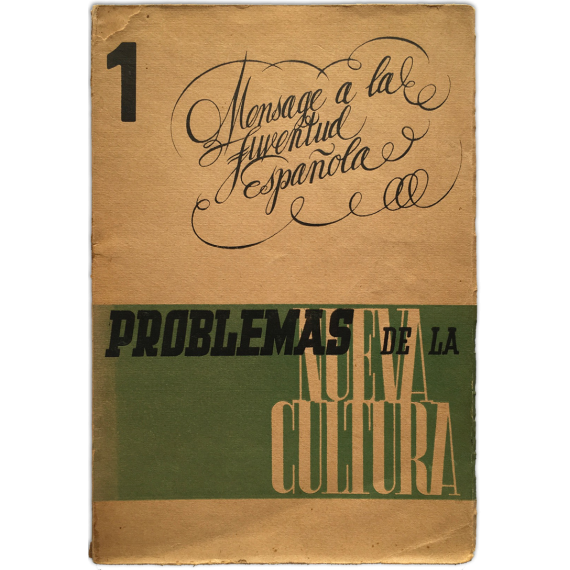 1
Mensage a la
Juventud
Española
PROBLEMAS DE LA
NUEVA
CULTURA